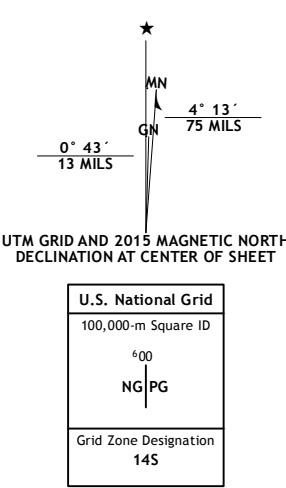 ★
MN
GN
4° 13´
75 MILS
0° 43´
13 MILS
UTM GRID AND 2015 MAGNETIC NORTH
DECLINATION AT CENTER OF SHEET
U.S. National Grid
100,000-m Square ID
⁶00
NG PG
Grid Zone Designation
14S